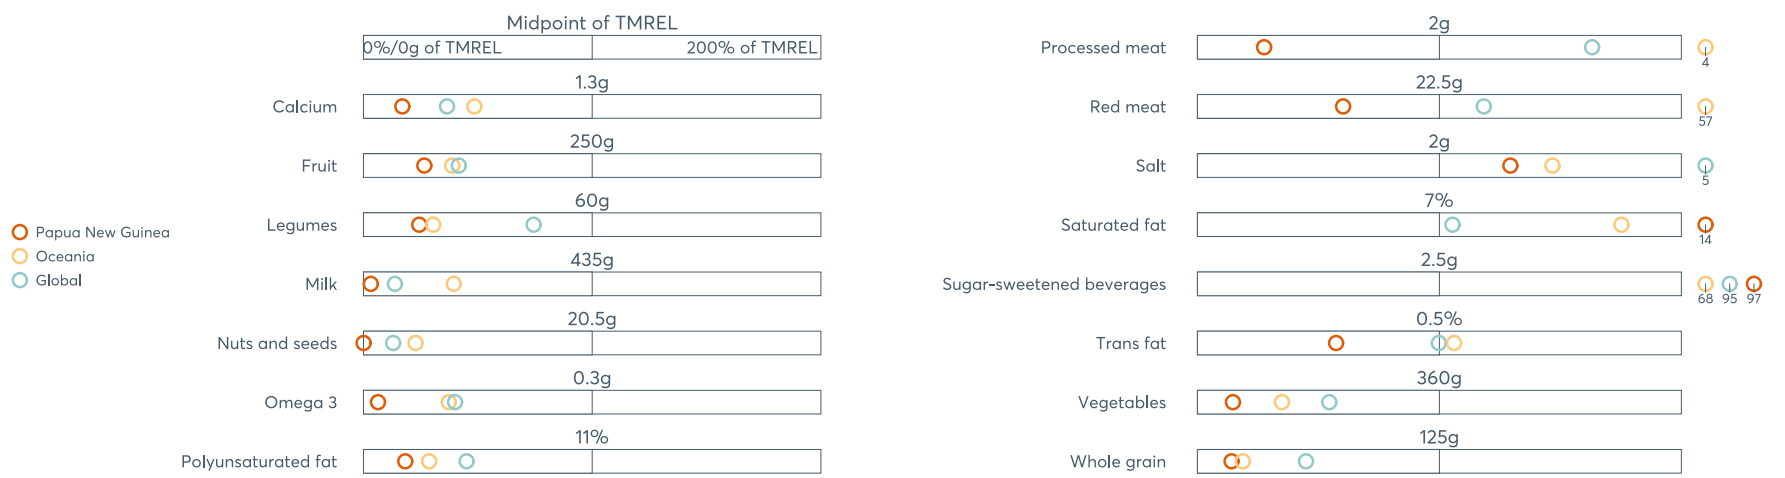 Midpoint of TMREL
0%/0g of TMREL
200% of TMREL
1.3g
Calcium
250g
Fruit
60g
Legumes
435g
Milk
20.5g
Nuts and seeds
0.3g
Omega 3
11%
Polyunsaturated fat
Papua New Guinea
Oceania
Global
2g
Processed meat
4
22.5g
Red meat
57
2g
Salt
5
7%
Saturated fat
14
2.5g
Sugar-sweetened beverages
68 95 97
0.5%
Trans fat
360g
Vegetables
125g
Whole grain